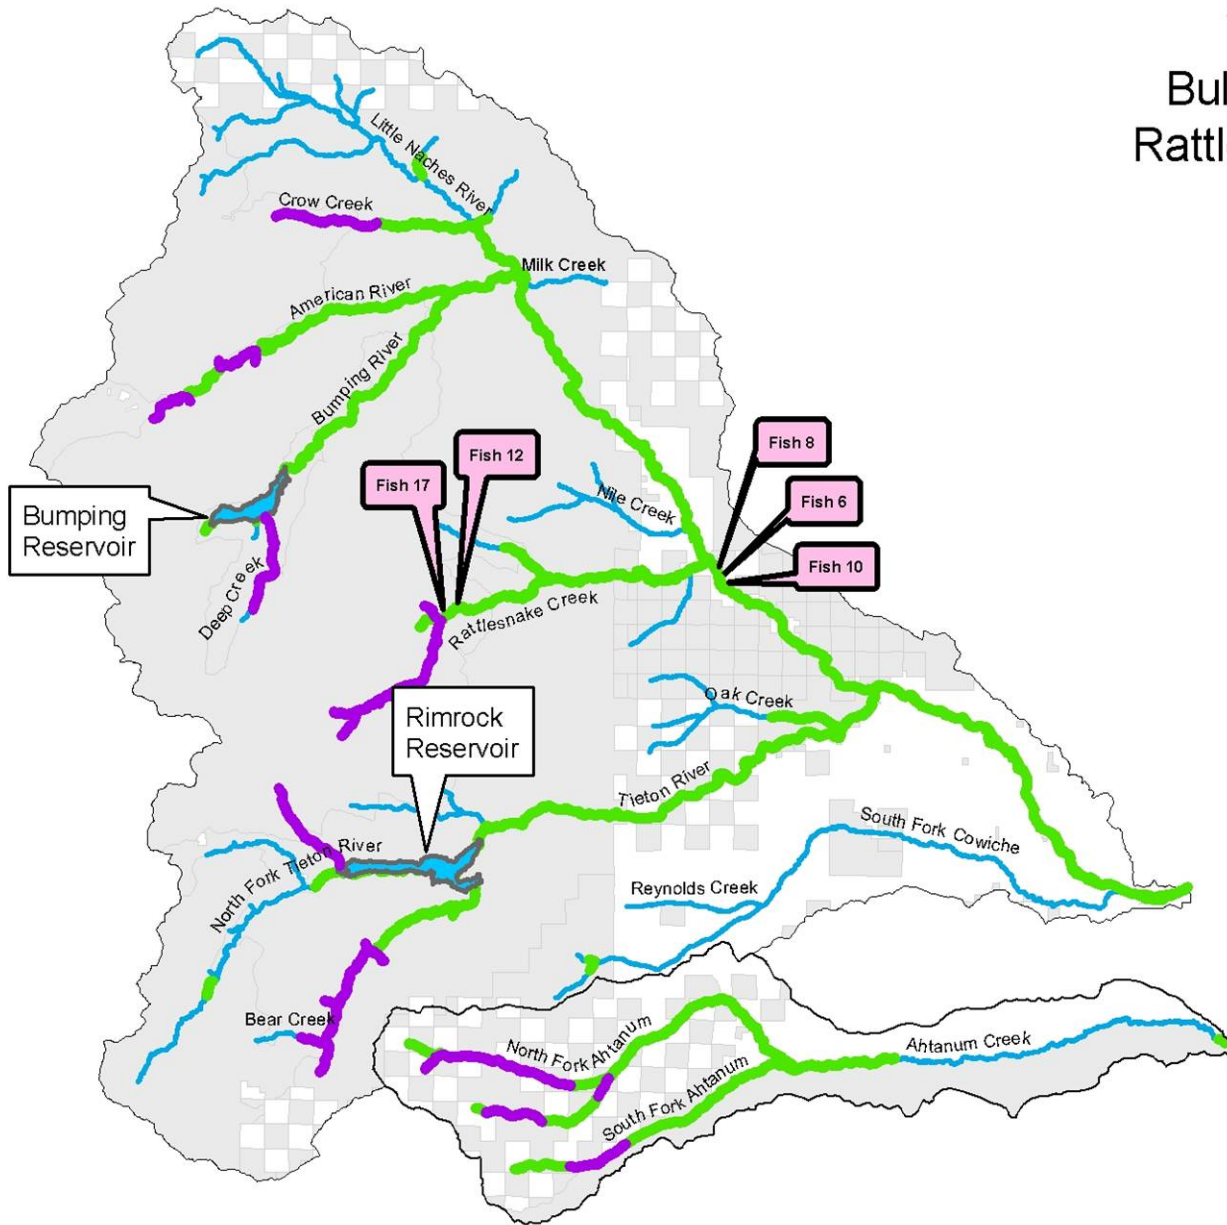 Bul
Rattl
Little Naches River
Crow Creek
Milk Creek
American River
Bumping River
Fish 8
Fish 12
Fish 17
Fish 6
Nile Creek
Bumping
Reservoir
Fish 10
Deep Creek
Rattlesnake Creek
Oak Creek
Rimrock
Reservoir
Tieton River
South Fork Cowiche
North Fork Tieton River
Reynolds Creek
Bear Creek
North Fork Ahtanum
Ahtanum Creek
South Fork Ahtanum